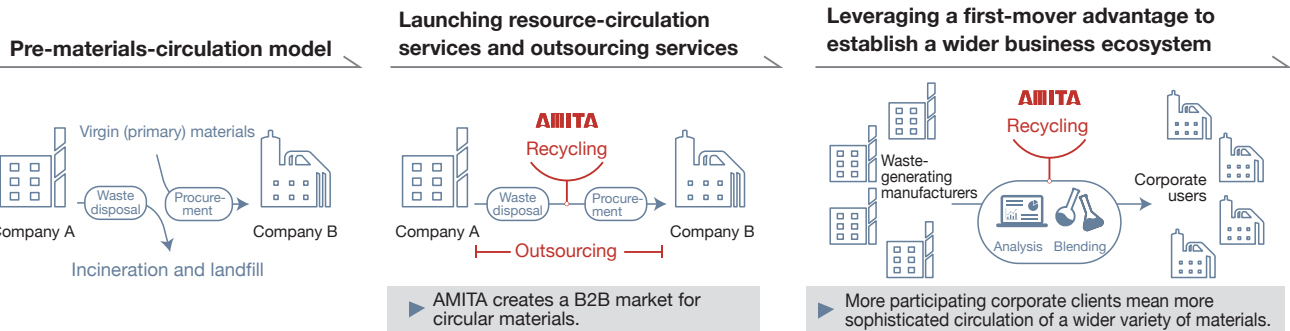 Pre-materials-circulation model
Virgin (primary) materials
Waste
disposal
Procure-
ment
Company A
Company B
Incineration and landfill
Launching resource-circulation
services and outsourcing services
AMITA
Recycling
Waste
disposal
Procure-
ment
Company A
Company B
Outsourcing
AMITA creates a B2B market for
circular materials.
Leveraging a first-mover advantage to
establish a wider business ecosystem
AMITA
Recycling
Waste-
generating
manufacturers
Corporate
users
Analysis
Blending
More participating corporate clients mean more
sophisticated circulation of a wider variety of materials.